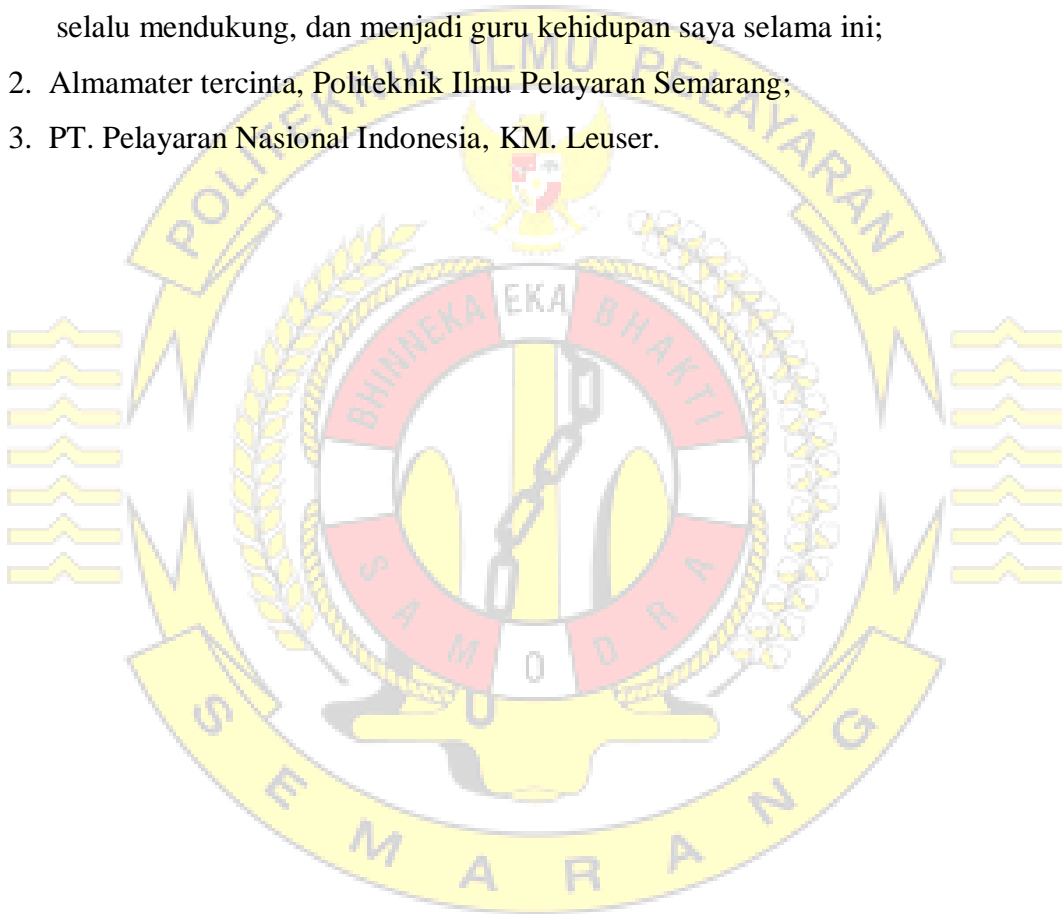 selalu mendukung, dan menjadi guru kehidupan saya selama ini;
2. Almamater tercinta, Politeknik Ilmu Pelayaran Semarang;
3. PT. Pelayaran Nasional Indonesia, KM. Leuser.
POLITEKNIK ILMU PELAYARAN
BHINNEKA EKA BHAKTI
SAMODRA
SEMARANG